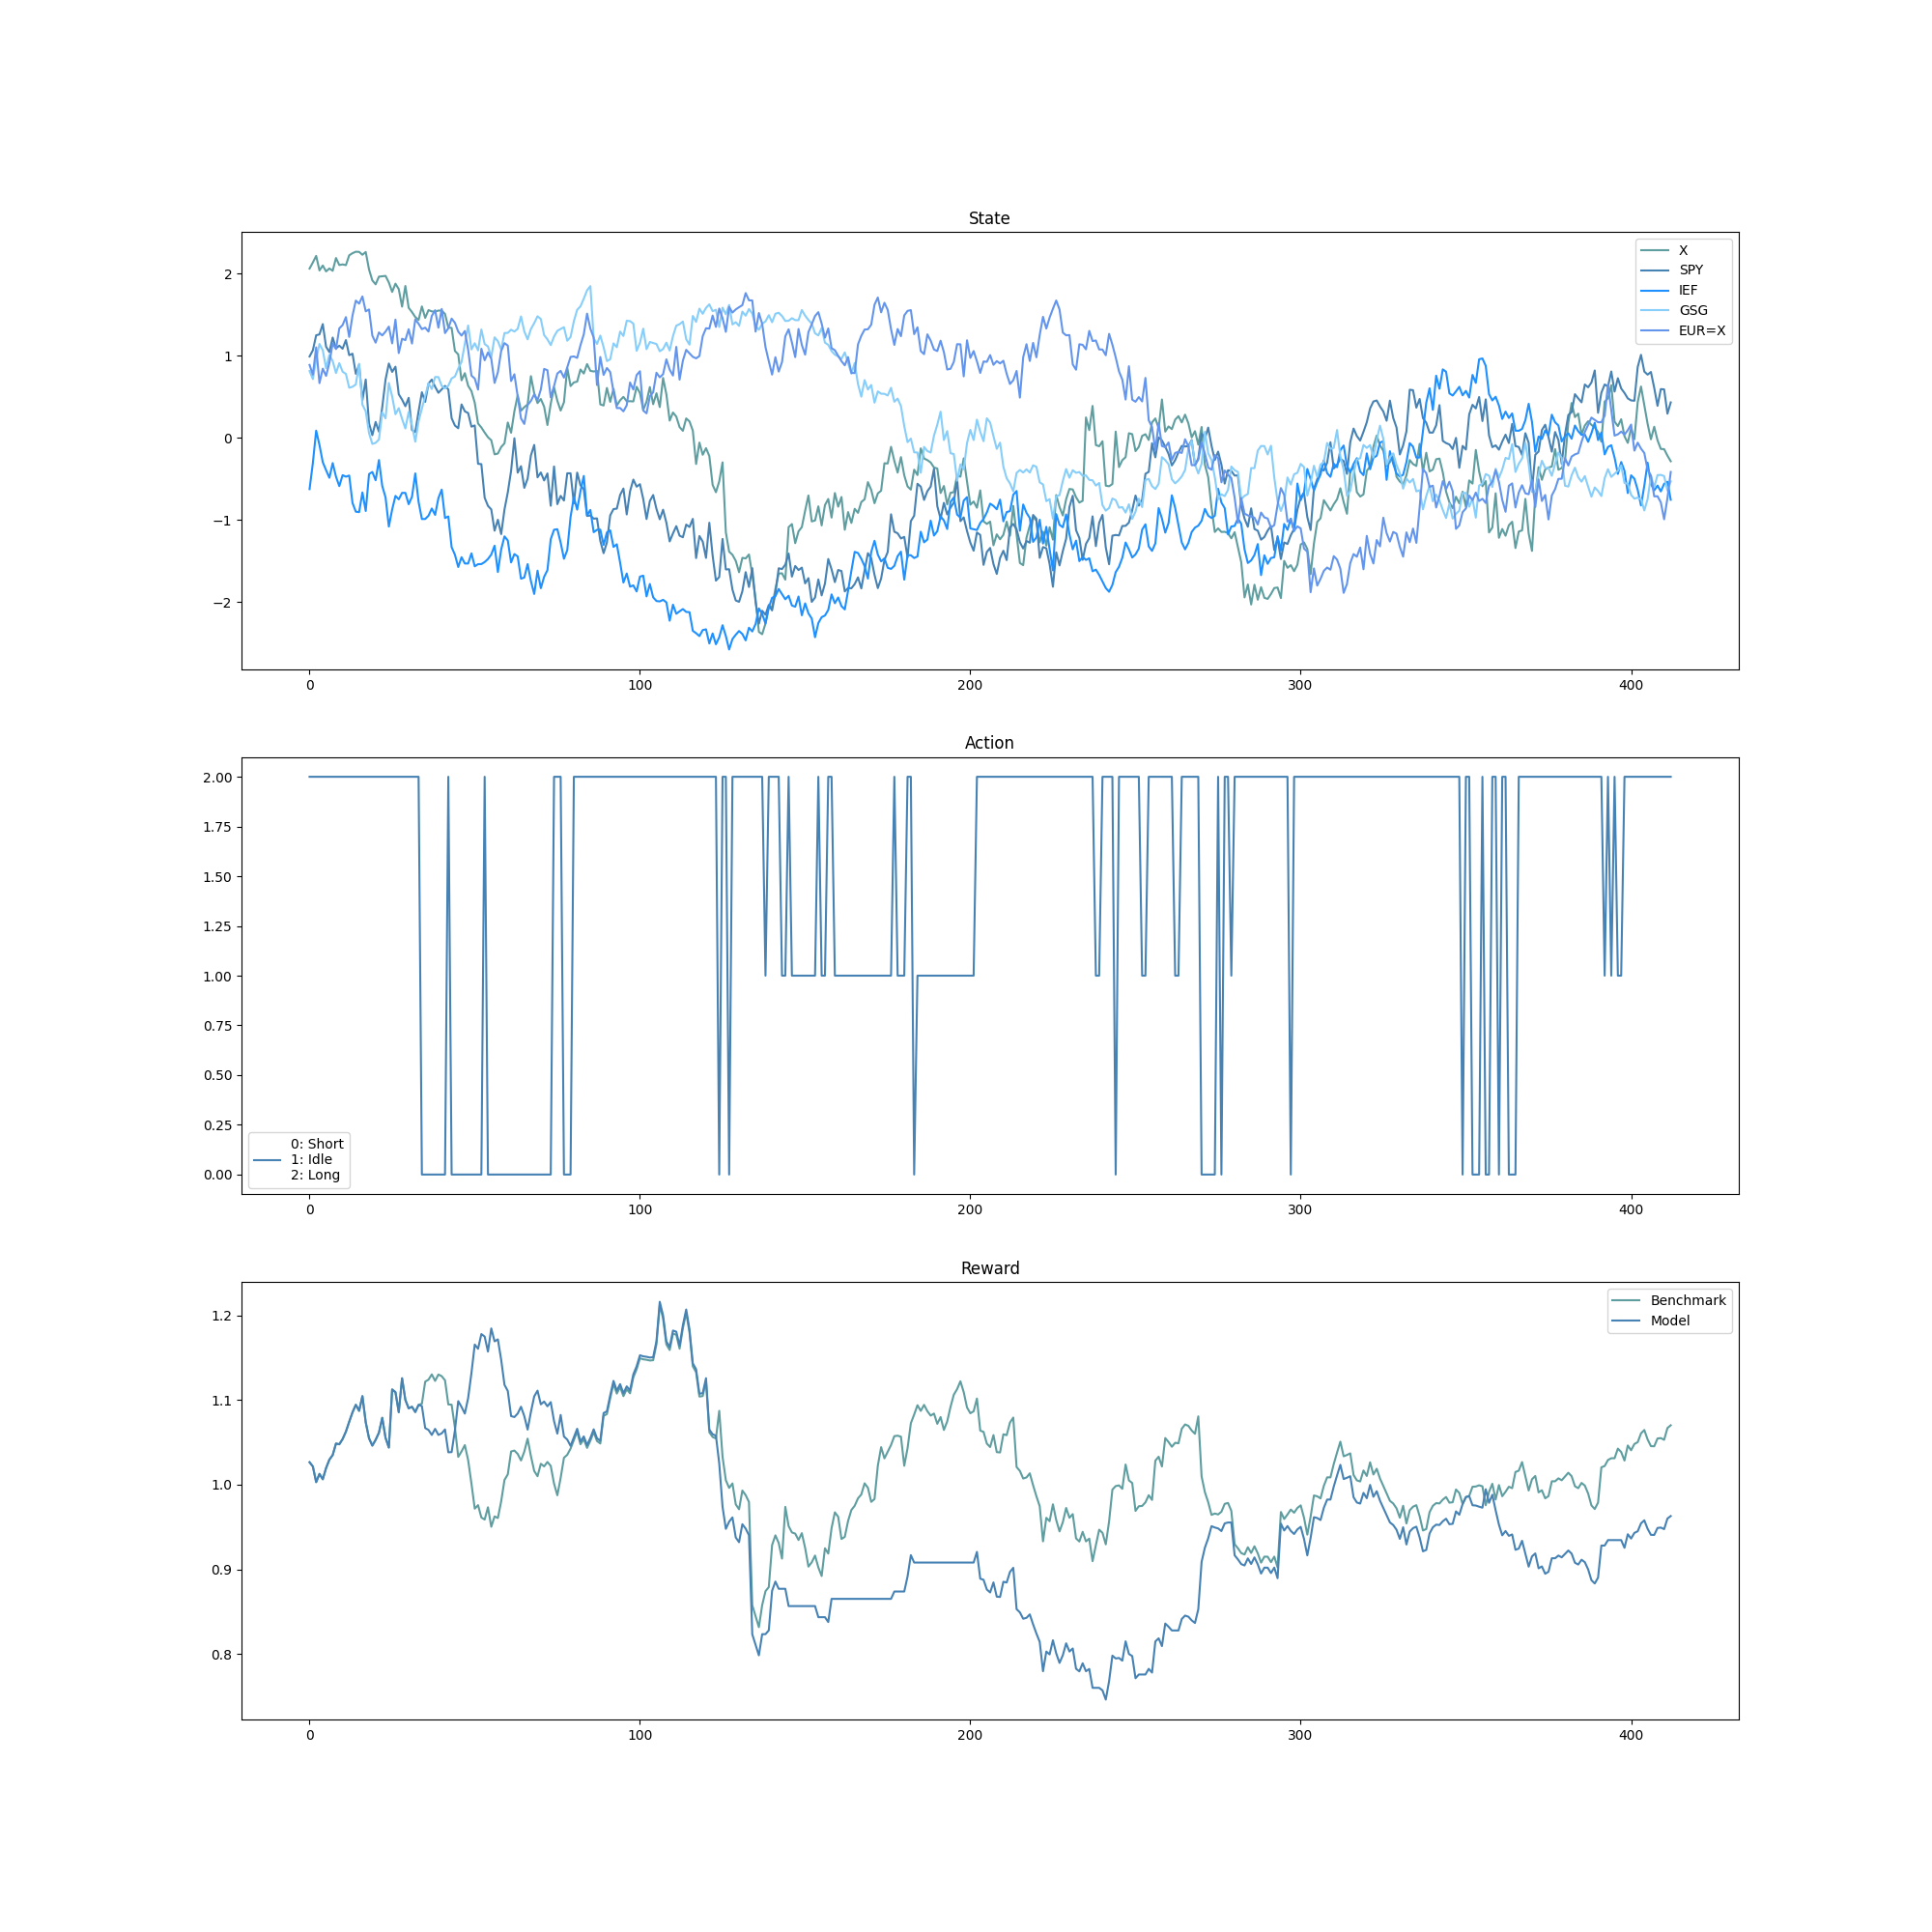 State
2
1
0
−1
−2
X
SPY
IEF
GSG
EUR=X
0 100 200 300 400
Action
2.00
1.75
1.50
1.25
1.00
0.75
0.50
0.25
0.00
0: Short
1: Idle
2: Long
0 100 200 300 400
Reward
1.2
1.1
1.0
0.9
0.8
Benchmark
Model
0 100 200 300 400